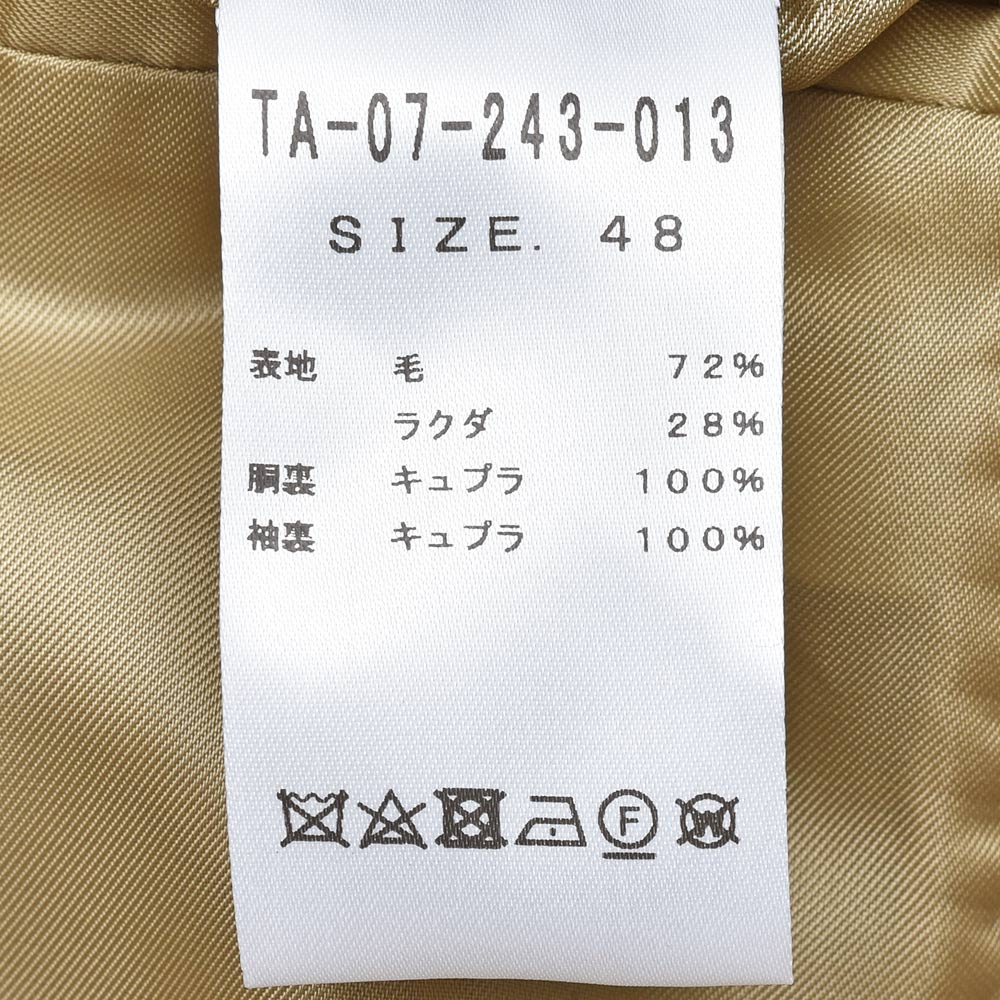 TA-07-243-013
SIZE. 48
表地 毛 72%
ラクダ 28%
胴裏 キュプラ 100%
袖裏 キュプラ 100%
F W